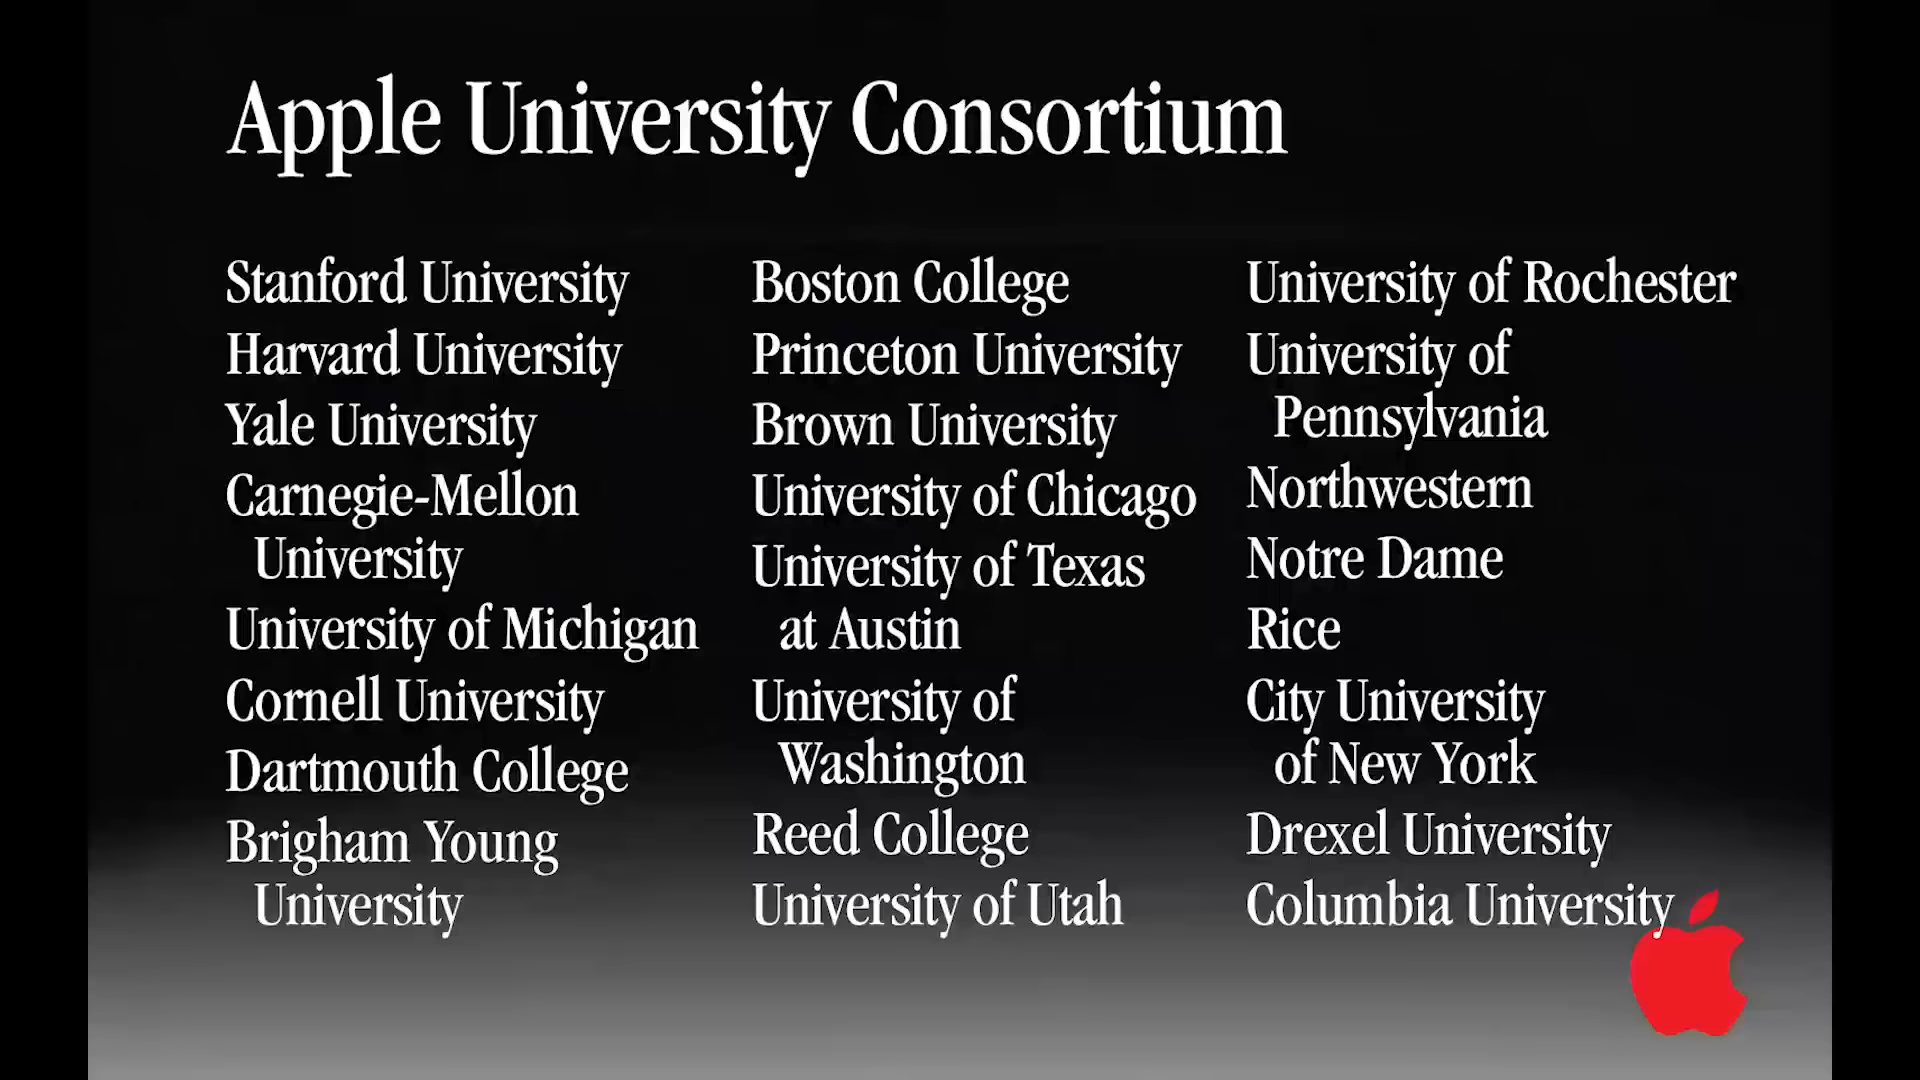 Apple University Consortium
Stanford University
Harvard University
Yale University
Carnegie-Mellon
University
University of Michigan
Cornell University
Dartmouth College
Brigham Young
University
Boston College
Princeton University
Brown University
University of Chicago
University of Texas
at Austin
University of
Washington
Reed College
University of Utah
University of Rochester
University of
Pennsylvania
Northwestern
Notre Dame
Rice
City University
of New York
Drexel University
Columbia University